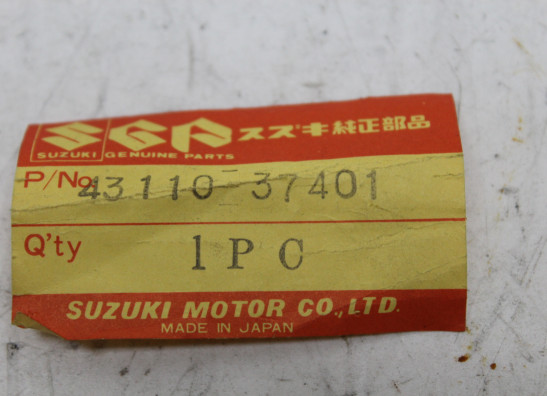 SGP スズキ純正部品
SUZUKI GENUINE PARTS
P/No. 43110-37401
Q'ty 1PC
SUZUKI MOTOR CO.,LTD.
MADE IN JAPAN